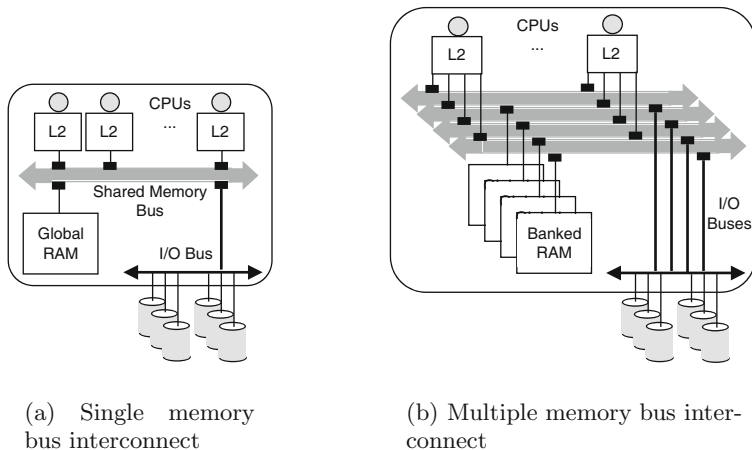 CPUs
...
L2
L2
L2
Shared Memory
Bus
Global
RAM
I/O Bus
CPUs
...
L2
L2
Banked
RAM
I/O
Buses
(a) Single memory
bus interconnect
(b) Multiple memory bus inter-
connect